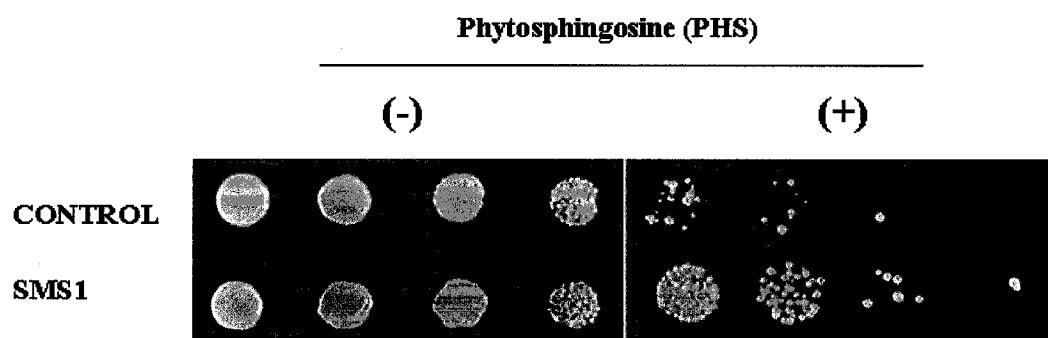 Phytosphingosine (PHS)
(-) (+)
CONTROL
SMS1